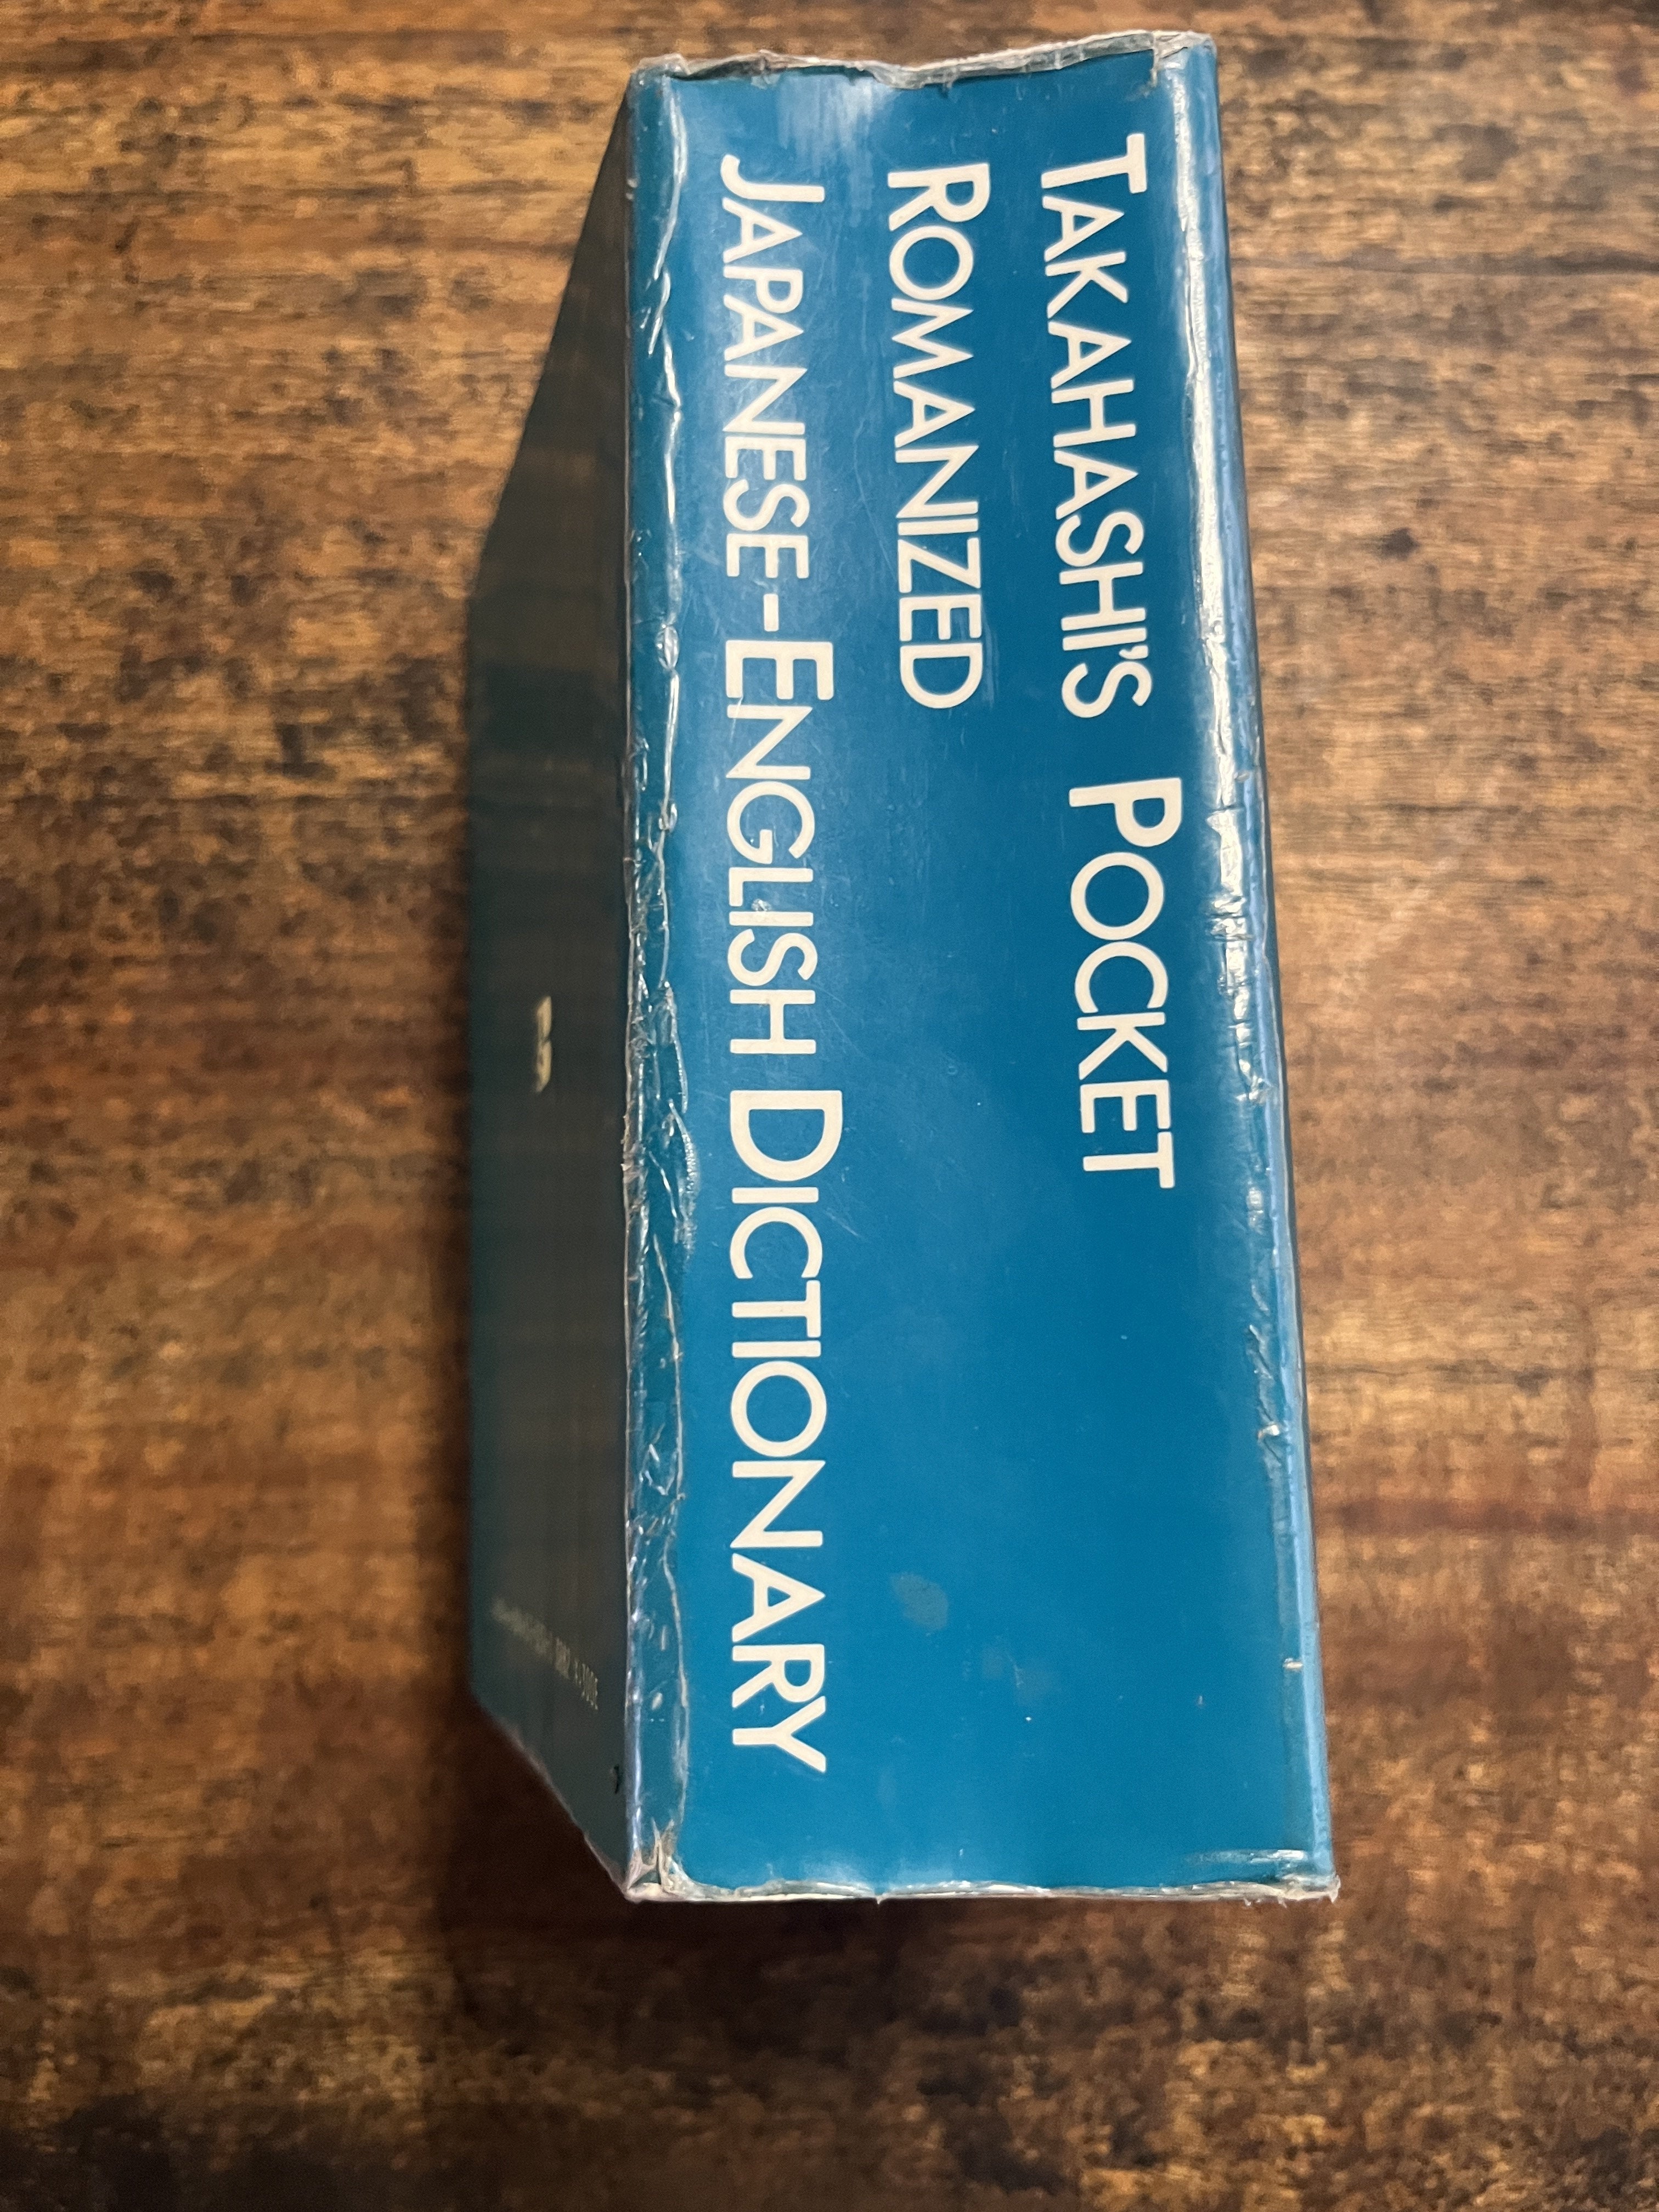 TAKAHASHI'S POCKET
ROMANIZED
JAPANESE-ENGLISH DICTIONARY